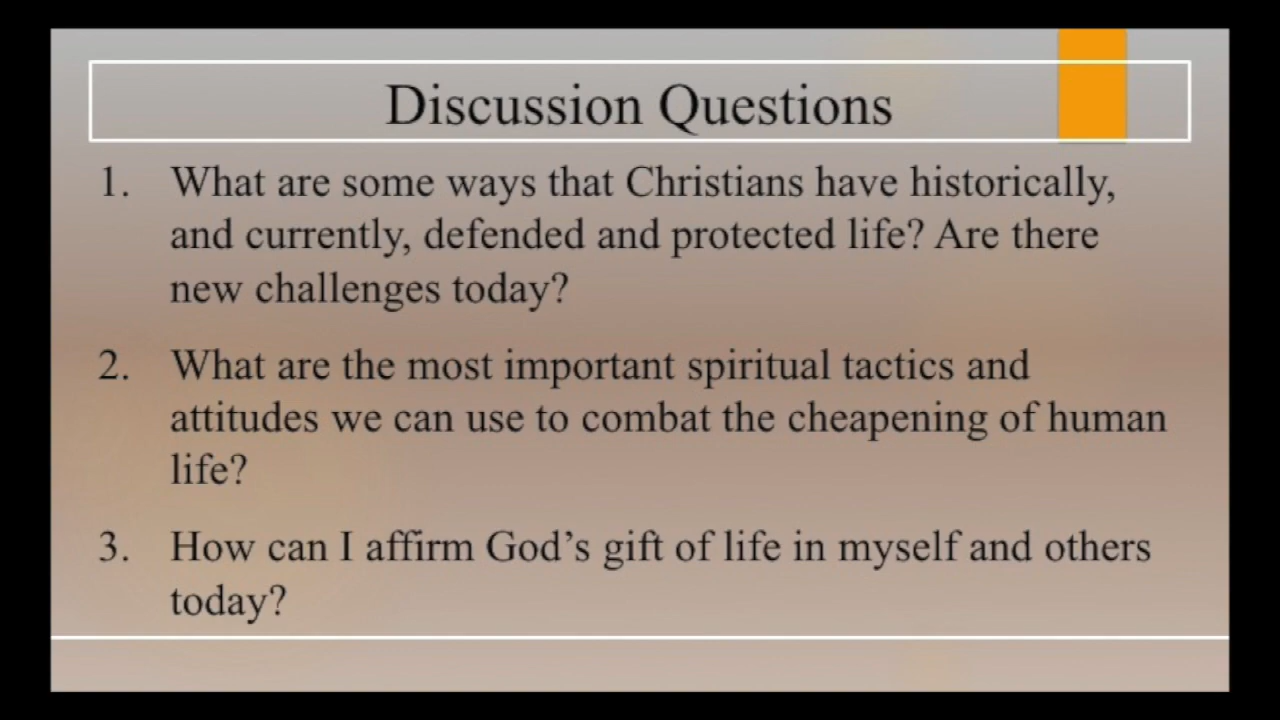 Discussion Questions
1. What are some ways that Christians have historically,
and currently, defended and protected life? Are there
new challenges today?
2. What are the most important spiritual tactics and
attitudes we can use to combat the cheapening of human
life?
3. How can I affirm God's gift of life in myself and others
today?